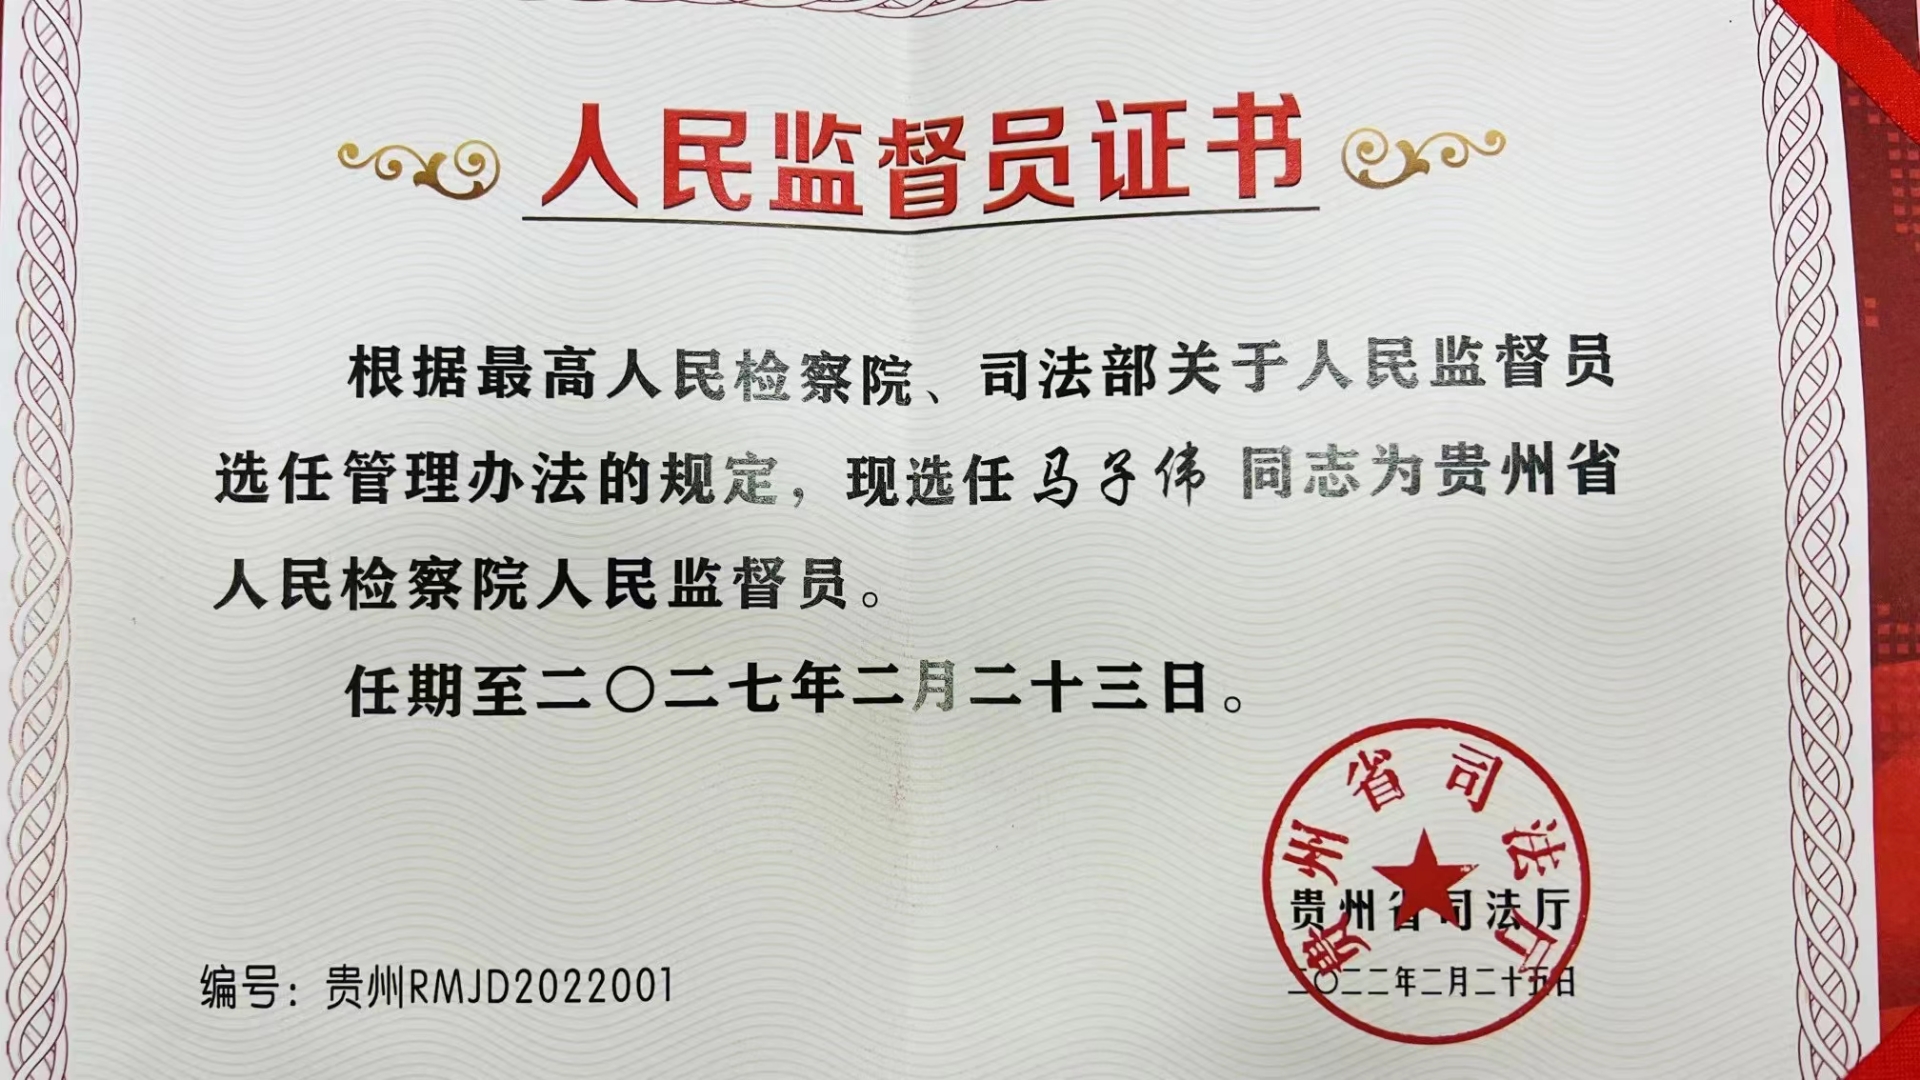 人民监督员证书
根据最高人民检察院、司法部关于人民监督员
选任管理办法的规定，现选任马子伟 同志为贵州省
人民检察院人民监督员。
任期至二〇二七年二月二十三日。
贵州省司法厅
贵州省司法厅
二〇二二年二月二十五日
编号：贵州RMJD2022001